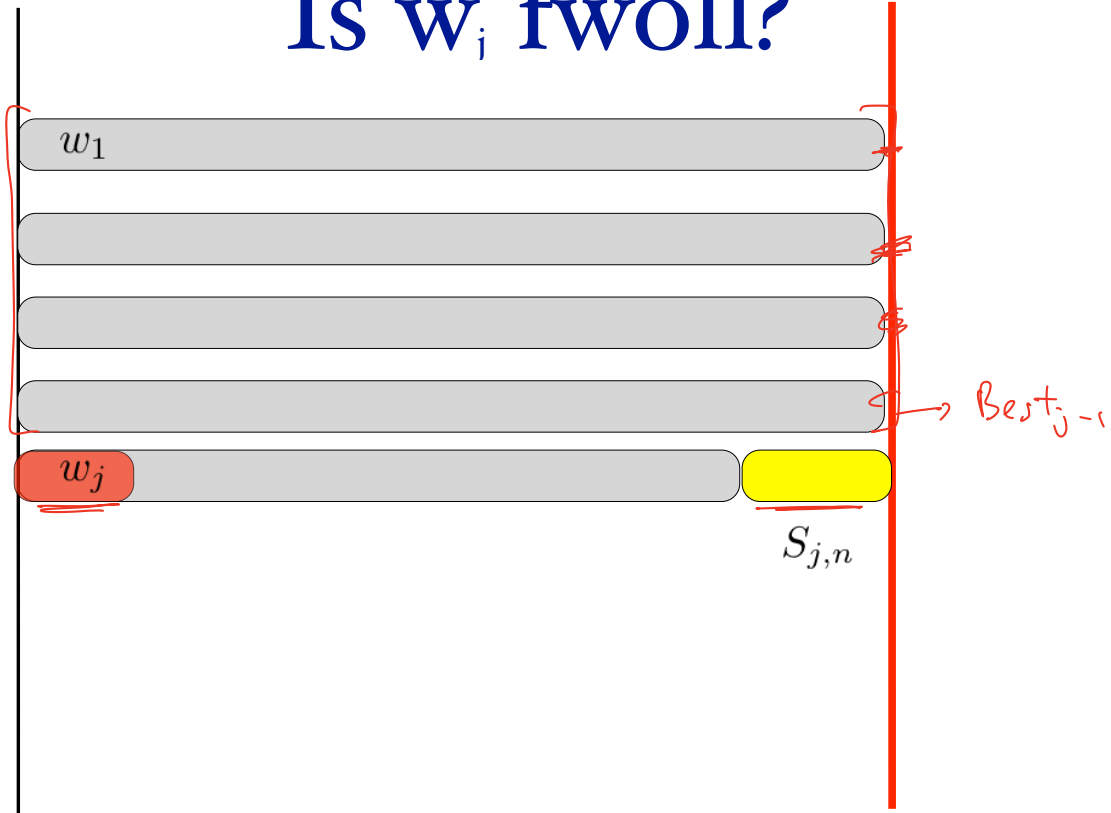 Is wⱼ fwoll?
w₁
→ Bestⱼ₋₁
wⱼ
Sⱼ,ₙ